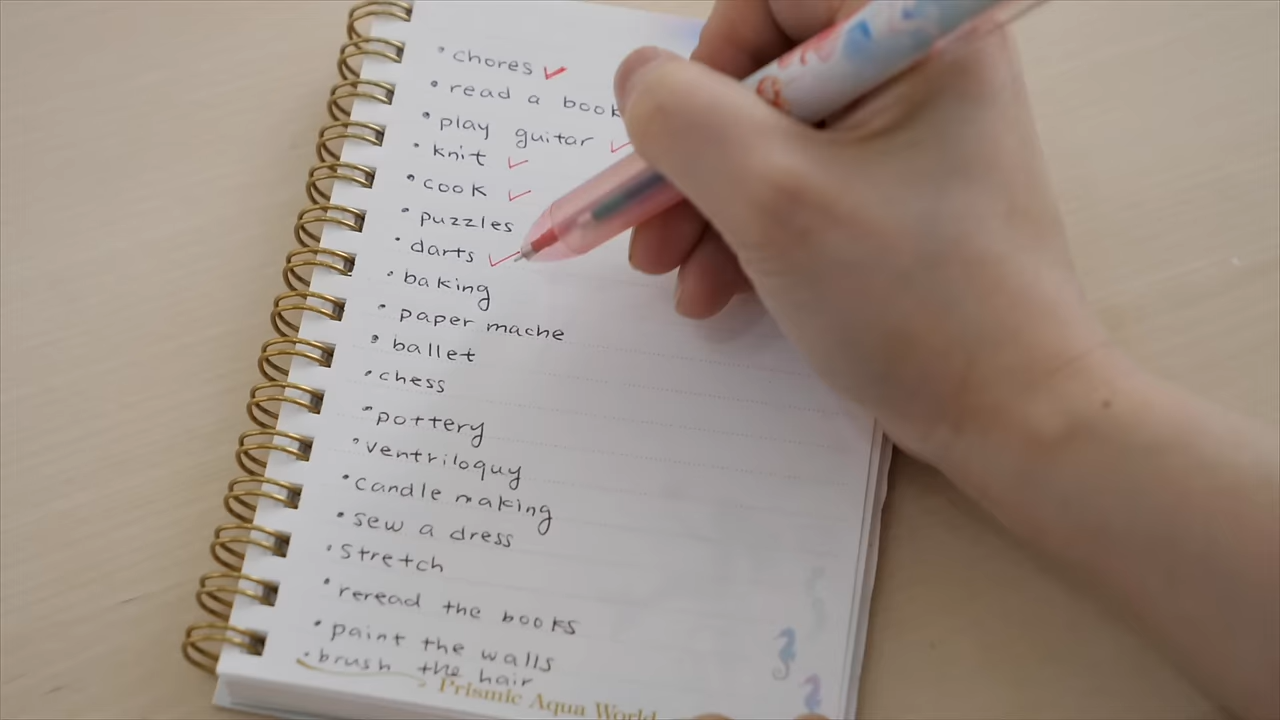 • chores ✓
• read a book
• play guitar ✓
• knit ✓
• cook ✓
• puzzles
• darts ✓
• baking
• paper mache
• ballet
• chess
• pottery
• ventriloquy
• candle making
• sew a dress
• stretch
• reread the books
• paint the walls
• brush the hair
Prismic Aqua World